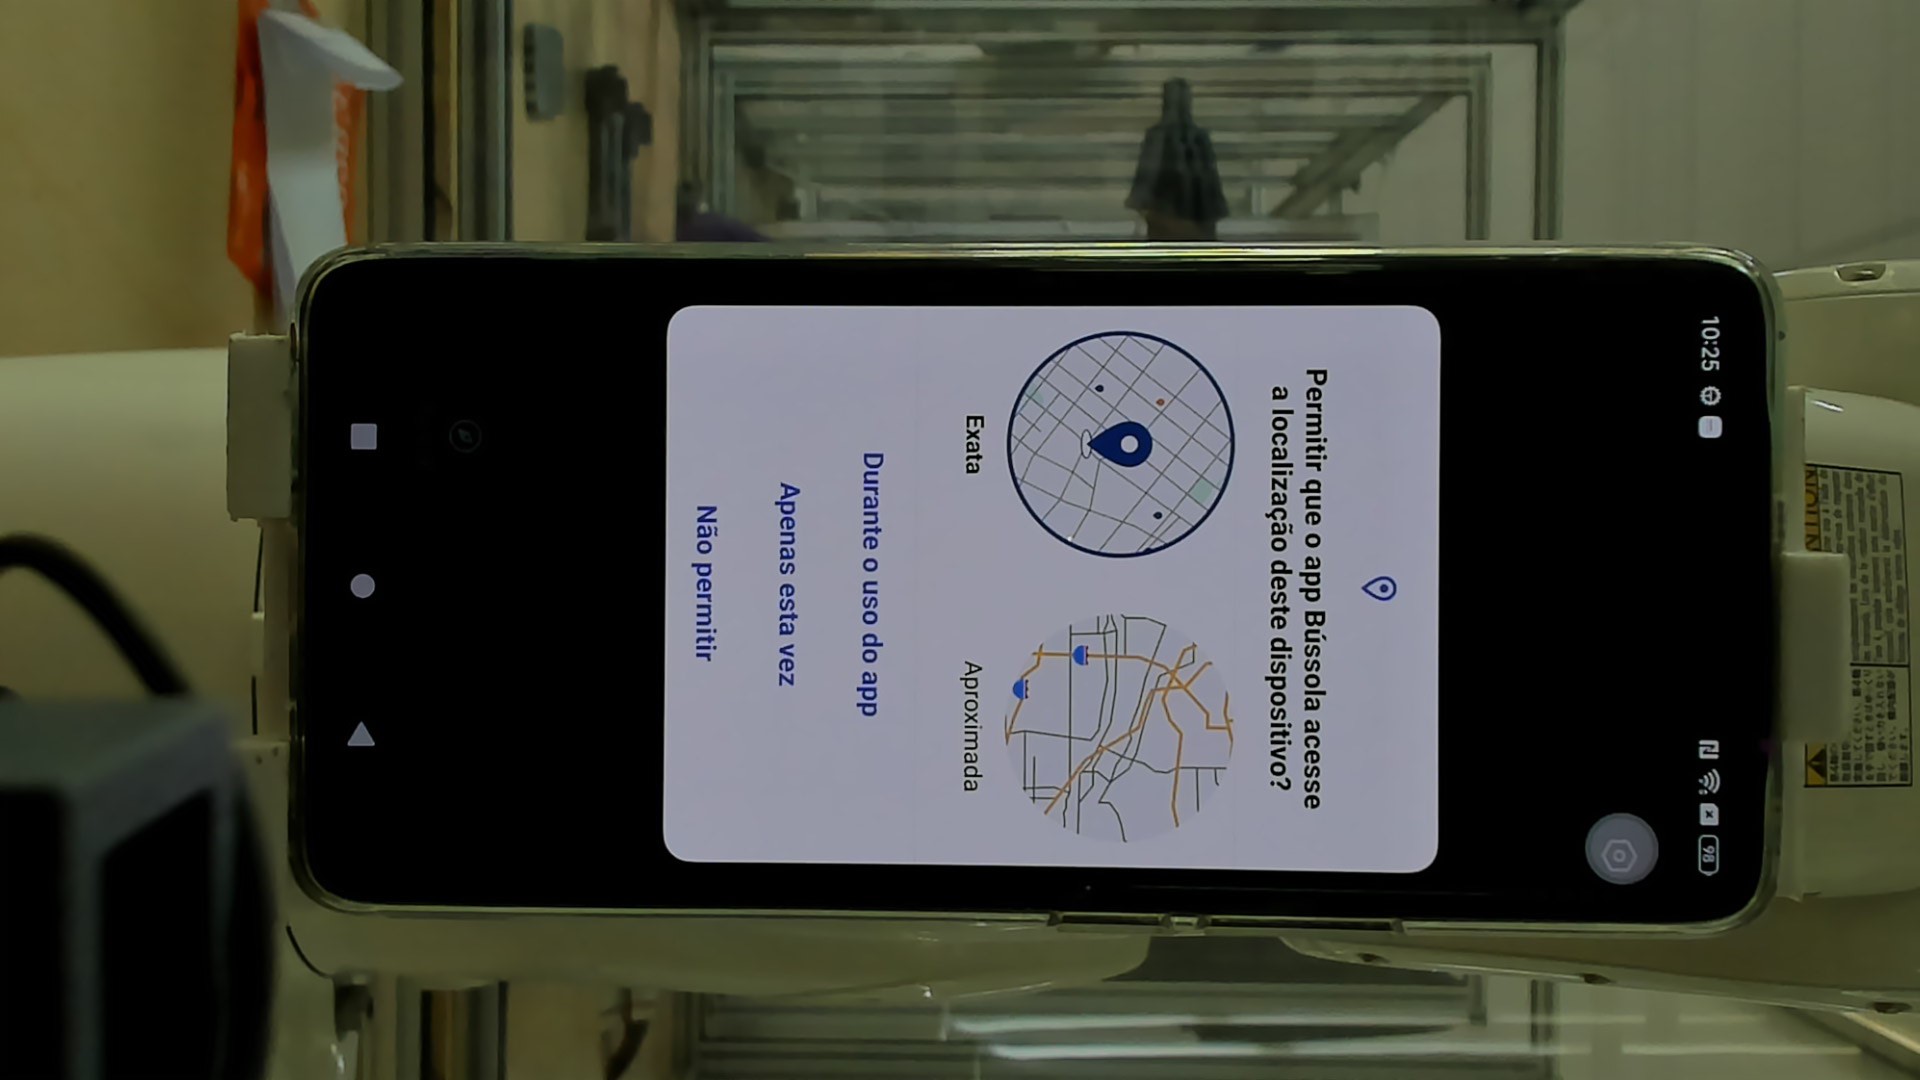 10:25
98
Permitir que o app Bússola acesse
a localização deste dispositivo?
Exata
Aproximada
Durante o uso do app
Apenas esta vez
Não permitir